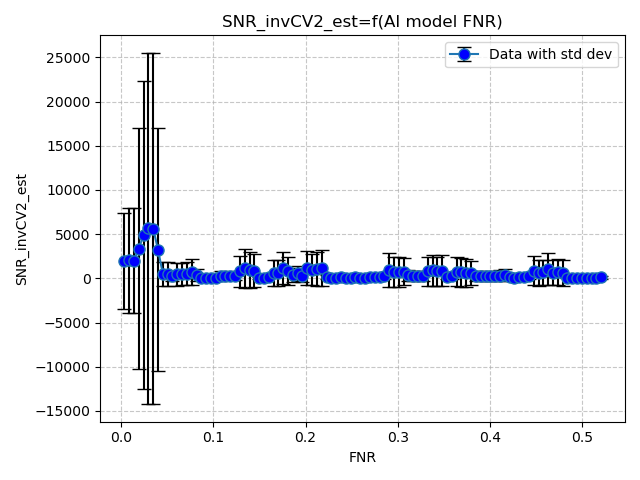 SNR_invCV2_est=f(AI model FNR)
Data with std dev
25000
20000
15000
10000
5000
0
−5000
−10000
−15000
SNR_invCV2_est
0.0 0.1 0.2 0.3 0.4 0.5
FNR